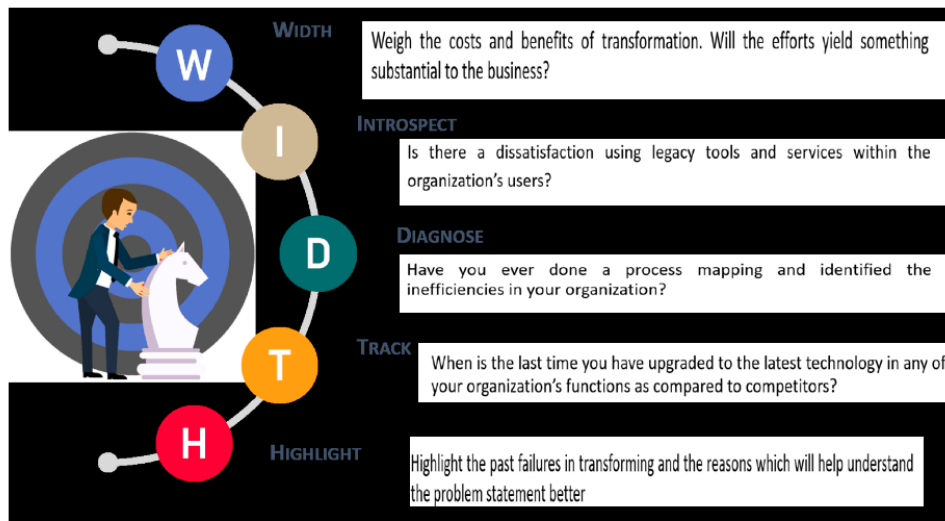 W
WIDTH
Weigh the costs and benefits of transformation. Will the efforts yield something
substantial to the business?
I
INTROSPECT
Is there a dissatisfaction using legacy tools and services within the
organization's users?
D
DIAGNOSE
Have you ever done a process mapping and identified the
inefficiencies in your organization?
T
TRACK
When is the last time you have upgraded to the latest technology in any of
your organization's functions as compared to competitors?
H
HIGHLIGHT
Highlight the past failures in transforming and the reasons which will help understand
the problem statement better